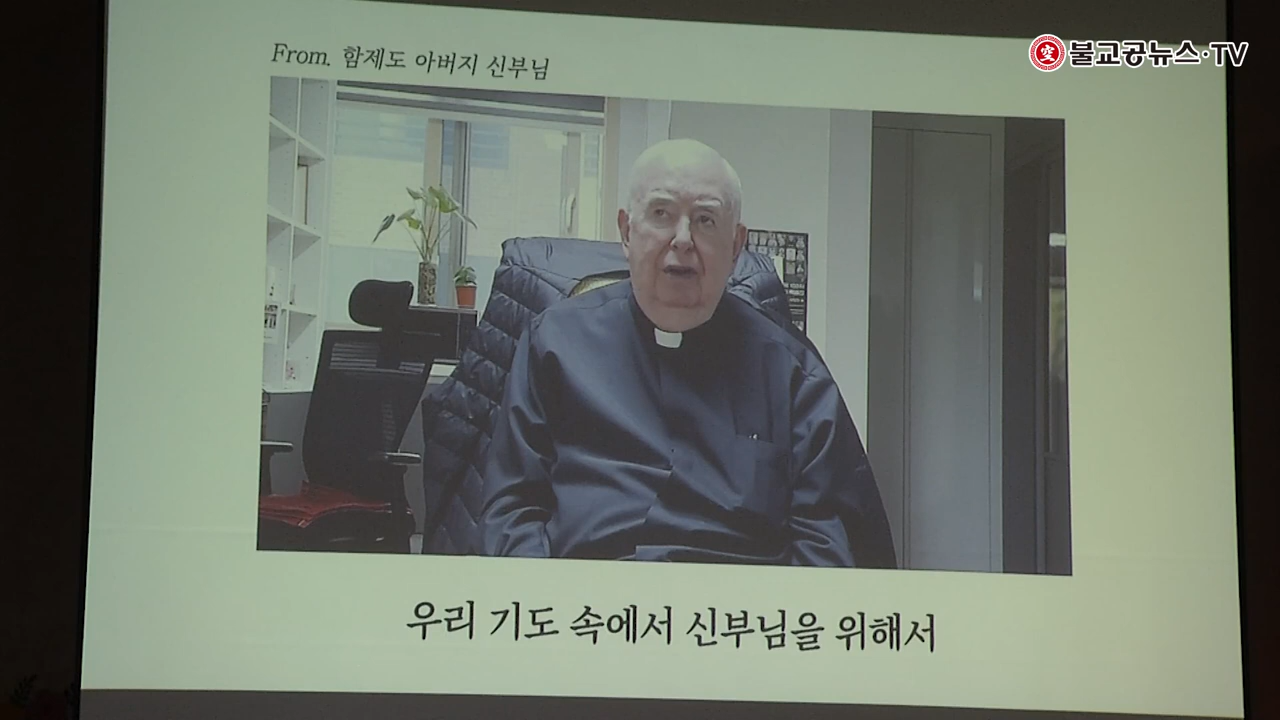 From. 함제도 아버지 신부님
空 불교공뉴스·TV
우리 기도 속에서 신부님을 위해서